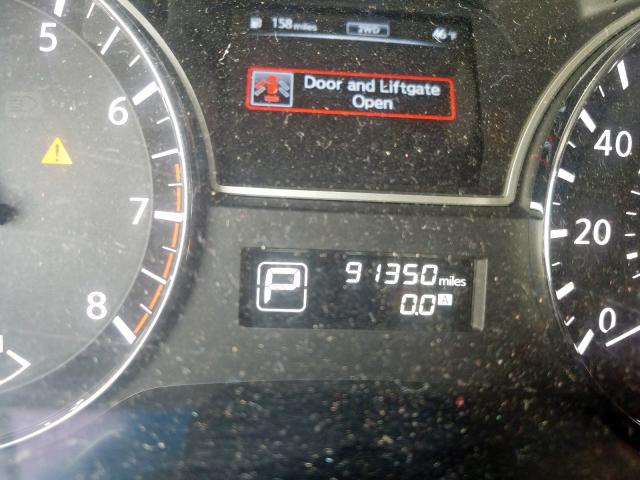 158 miles 2WD 46°F
Door and Liftgate
Open
5
6
7
8
P 91350 miles
0.0 A
40
20
0